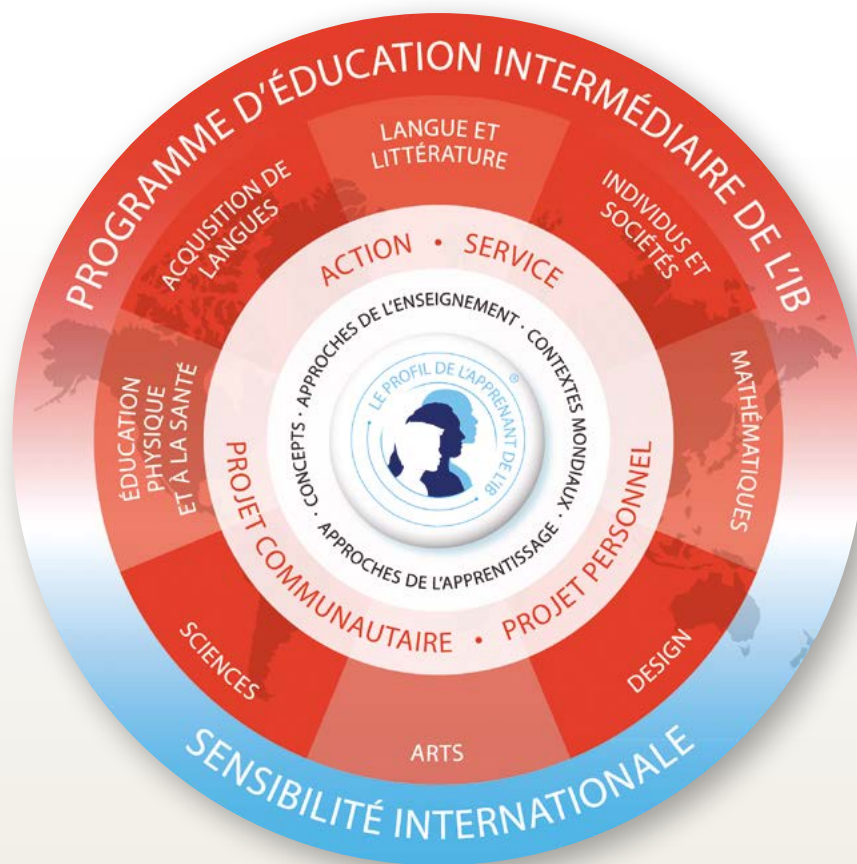 PROGRAMME D'ÉDUCATION INTERMÉDIAIRE DE L'IB
LANGUE ET
LITTÉRATURE
INDIVIDUS ET
SOCIÉTÉS
MATHÉMATIQUES
DESIGN
ARTS
SCIENCES
ÉDUCATION
PHYSIQUE
ET À LA SANTÉ
ACQUISITION DE
LANGUES
ACTION • SERVICE
PROJET COMMUNAUTAIRE • PROJET PERSONNEL
APPROCHES DE L'ENSEIGNEMENT · CONTEXTES MONDIAUX · APPROCHES DE L'APPRENTISSAGE · CONCEPTS ·
LE PROFIL DE L'APPRENANT DE L'IB
®
SENSIBILITÉ INTERNATIONALE